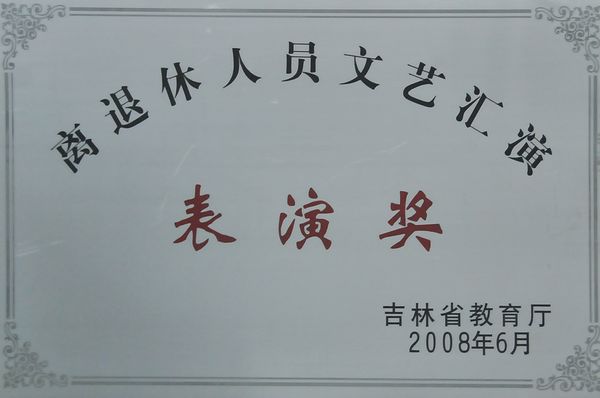 离退休人员文艺汇演
表演奖
吉林省教育厅
2008年6月